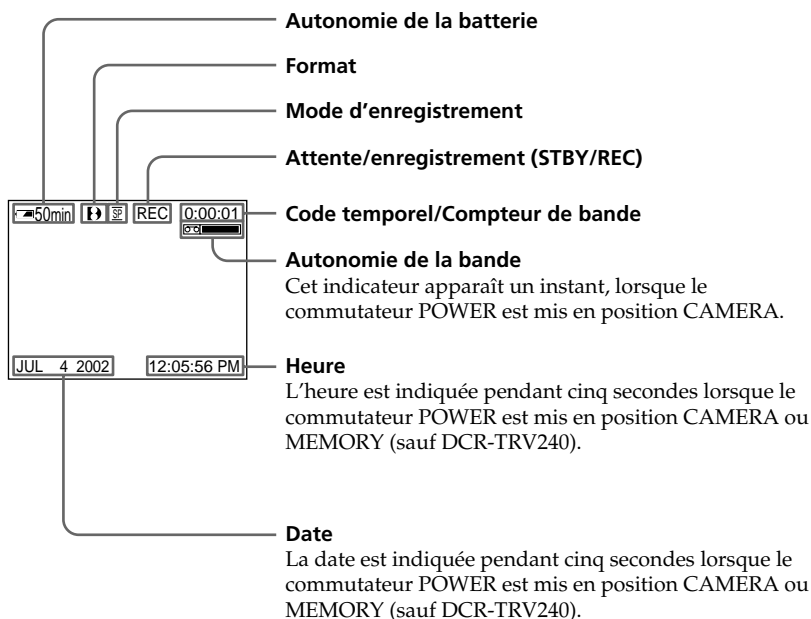 Autonomie de la batterie
Format
Mode d'enregistrement
Attente/enregistrement (STBY/REC)
50min SP REC 0:00:01
Code temporel/Compteur de bande
Autonomie de la bande
Cet indicateur apparaît un instant, lorsque le
commutateur POWER est mis en position CAMERA.
JUL 4 2002 12:05:56 PM
Heure
L'heure est indiquée pendant cinq secondes lorsque le
commutateur POWER est mis en position CAMERA ou
MEMORY (sauf DCR-TRV240).
Date
La date est indiquée pendant cinq secondes lorsque le
commutateur POWER est mis en position CAMERA ou
MEMORY (sauf DCR-TRV240).